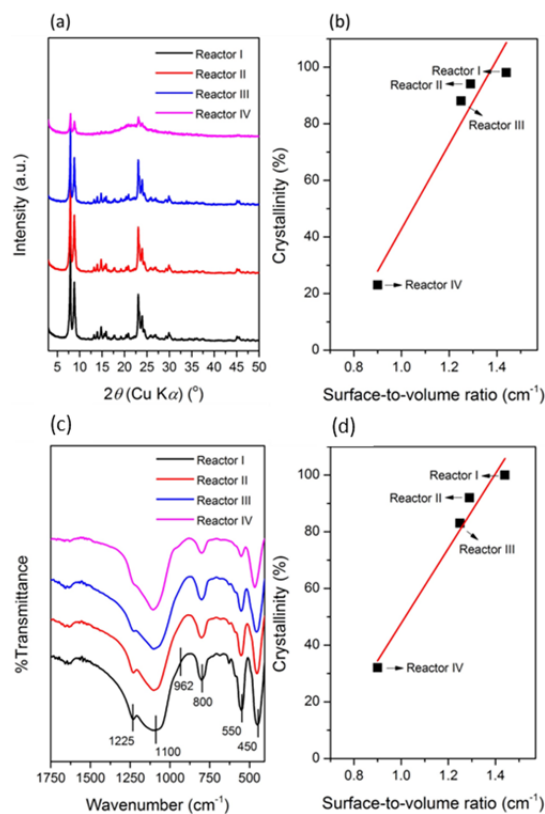 (a)
Reactor I
Reactor II
Reactor III
Reactor IV
Intensity (a.u.)
5 10 15 20 25 30 35 40 45 50
2θ (Cu Kα) (°)
(b)
100
80
60
40
20
0
Crystallinity (%)
Reactor I
Reactor II
Reactor III
Reactor IV
0.8 1.0 1.2 1.4
Surface-to-volume ratio (cm⁻¹)
(c)
Reactor I
Reactor II
Reactor III
Reactor IV
%Transmittance
1225
1100
962
800
550
450
1750 1500 1250 1000 750 500
Wavenumber (cm⁻¹)
(d)
100
80
60
40
20
0
Crystallinity (%)
Reactor I
Reactor II
Reactor III
Reactor IV
0.8 1.0 1.2 1.4
Surface-to-volume ratio (cm⁻¹)